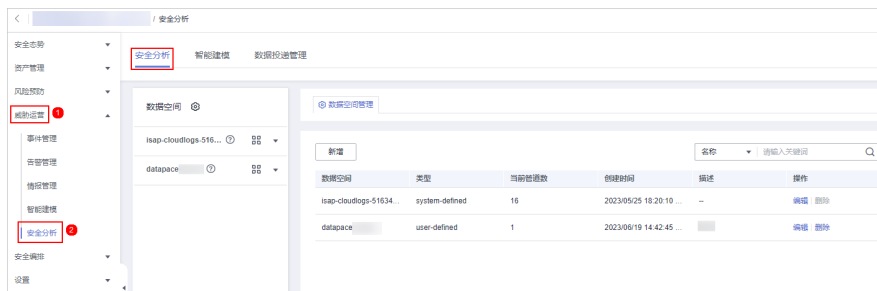 / 安全分析
安全态势
资产管理
风险预防
威胁运营 1
事件管理
告警管理
情报管理
智能建模
安全分析 2
安全编排
设置
安全分析 智能建模 数据投递管理
数据空间
isap-cloudlogs-516...
datapace
数据空间管理
新增
名称 请输入关键词
数据空间 类型 当前管道数 创建时间 描述 操作
isap-cloudlogs-51634... system-defined 16 2023/05/25 18:20:10 ... -- 编辑 删除
datapace user-defined 1 2023/06/19 14:42:45 ... 编辑 删除